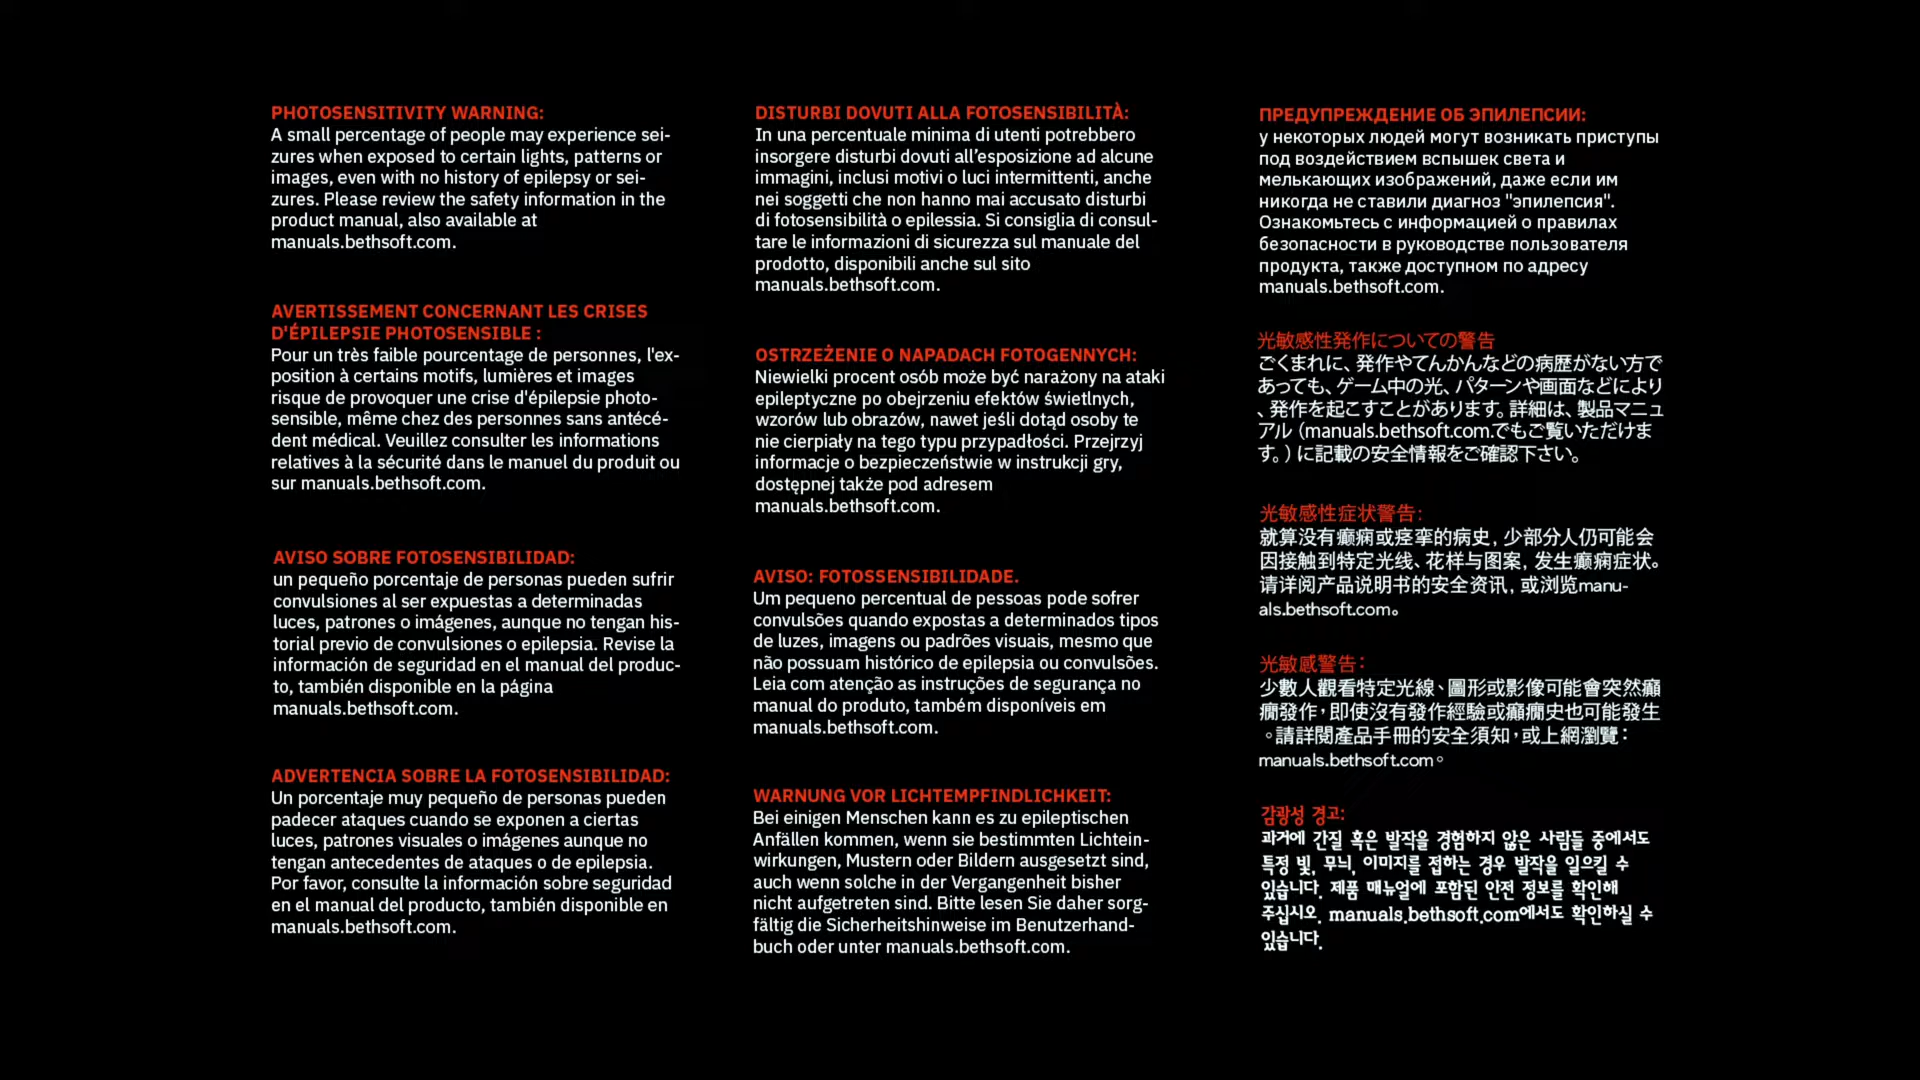 PHOTOSENSITIVITY WARNING:
A small percentage of people may experience sei-
zures when exposed to certain lights, patterns or
images, even with no history of epilepsy or sei-
zures. Please review the safety information in the
product manual, also available at
manuals.bethsoft.com.
AVERTISSEMENT CONCERNANT LES CRISES
D'ÉPILEPSIE PHOTOSENSIBLE :
Pour un très faible pourcentage de personnes, l'ex-
position à certains motifs, lumières et images
risque de provoquer une crise d'épilepsie photo-
sensible, même chez des personnes sans antécé-
dent médical. Veuillez consulter les informations
relatives à la sécurité dans le manuel du produit ou
sur manuals.bethsoft.com.
AVISO SOBRE FOTOSENSIBILIDAD:
un pequeño porcentaje de personas pueden sufrir
convulsiones al ser expuestas a determinadas
luces, patrones o imágenes, aunque no tengan his-
torial previo de convulsiones o epilepsia. Revise la
información de seguridad en el manual del produc-
to, también disponible en la página
manuals.bethsoft.com.
ADVERTENCIA SOBRE LA FOTOSENSIBILIDAD:
Un porcentaje muy pequeño de personas pueden
padecer ataques cuando se exponen a ciertas
luces, patrones visuales o imágenes aunque no
tengan antecedentes de ataques o de epilepsia.
Por favor, consulte la información sobre seguridad
en el manual del producto, también disponible en
manuals.bethsoft.com.
DISTURBI DOVUTI ALLA FOTOSENSIBILITÀ:
In una percentuale minima di utenti potrebbero
insorgere disturbi dovuti all’esposizione ad alcune
immagini, inclusi motivi o luci intermittenti, anche
nei soggetti che non hanno mai accusato disturbi
di fotosensibilità o epilessia. Si consiglia di consul-
tare le informazioni di sicurezza sul manuale del
prodotto, disponibili anche sul sito
manuals.bethsoft.com.
OSTRZEŻENIE O NAPADACH FOTOGENNYCH:
Niewielki procent osób może być narażony na ataki
epileptyczne po obejrzeniu efektów świetlnych,
wzorów lub obrazów, nawet jeśli dotąd osoby te
nie cierpiały na tego typu przypadłości. Przejrzyj
informacje o bezpieczeństwie w instrukcji gry,
dostępnej także pod adresem
manuals.bethsoft.com.
AVISO: FOTOSSENSIBILIDADE.
Um pequeno percentual de pessoas pode sofrer
convulsões quando expostas a determinados tipos
de luzes, imagens ou padrões visuais, mesmo que
não possuam histórico de epilepsia ou convulsões.
Leia com atenção as instruções de segurança no
manual do produto, também disponíveis em
manuals.bethsoft.com.
WARNUNG VOR LICHTEMPFINDLICHKEIT:
Bei einigen Menschen kann es zu epileptischen
Anfällen kommen, wenn sie bestimmten Lichtein-
wirkungen, Mustern oder Bildern ausgesetzt sind,
auch wenn solche in der Vergangenheit bisher
nicht aufgetreten sind. Bitte lesen Sie daher sorg-
fältig die Sicherheitshinweise im Benutzerhand-
buch oder unter manuals.bethsoft.com.
ПРЕДУПРЕЖДЕНИЕ ОБ ЭПИЛЕПСИИ:
у некоторых людей могут возникать приступы
под воздействием вспышек света и
мелькающих изображений, даже если им
никогда не ставили диагноз "эпилепсия".
Ознакомьтесь с информацией о правилах
безопасности в руководстве пользователя
продукта, также доступном по адресу
manuals.bethsoft.com.
光敏感性発作についての警告
ごくまれに、発作やてんかんなどの病歴がない方で
あっても、ゲーム中の光、パターンや画面などにより
、発作を起こすことがあります。詳細は、製品マニュ
アル（manuals.bethsoft.com.でもご覧いただけま
す。）に記載の安全情報をご確認下さい。
光敏感性症状警告：
就算没有癫痫或痉挛的病史，少部分人仍可能会
因接触到特定光线、花样与图案，发生癫痫症状。
请详阅产品说明书的安全资讯，或浏览manu-
als.bethsoft.com。
光敏感警告：
少數人觀看特定光線、圖形或影像可能會突然癲
癇發作，即使沒有發作經驗或癲癇史也可能發生
。請詳閱產品手冊的安全須知，或上網瀏覽：
manuals.bethsoft.com。
감광성 경고:
과거에 간질 혹은 발작을 경험하지 않은 사람들 중에서도
특정 빛, 무늬, 이미지를 접하는 경우 발작을 일으킬 수
있습니다. 제품 매뉴얼에 포함된 안전 정보를 확인해
주십시오. manuals.bethsoft.com에서도 확인하실 수
있습니다.